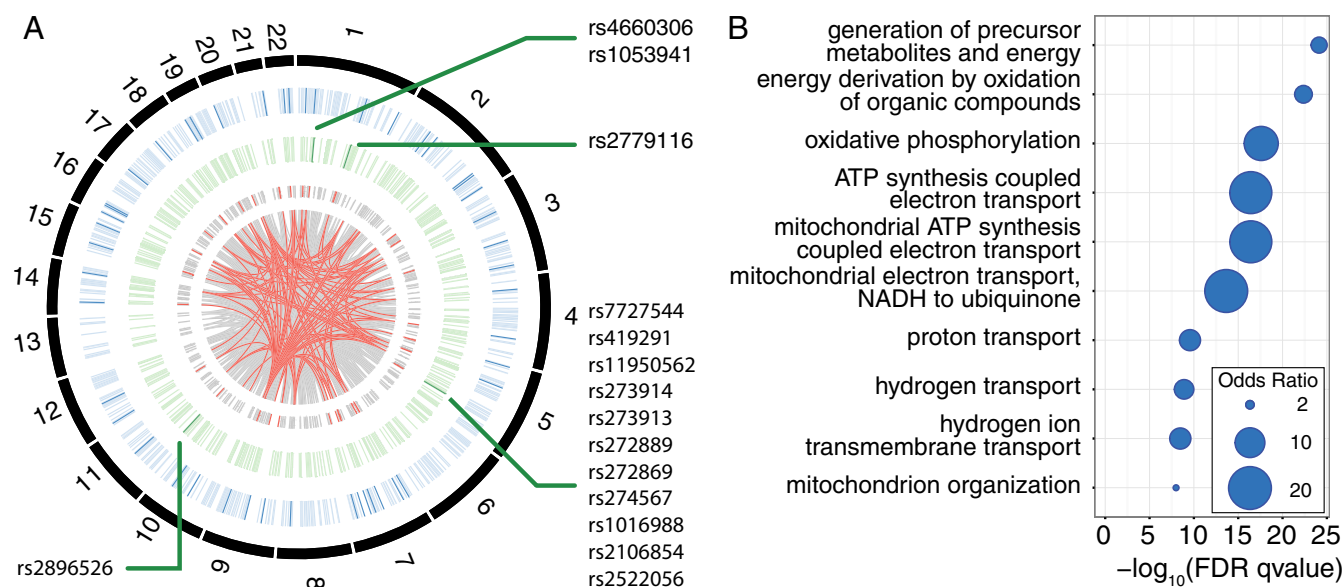 A
1
2
3
4
5
6
7
8
9
10
11
12
13
14
15
16
17
18
19
20
21
22
rs4660306
rs1053941
rs2779116
rs7727544
rs419291
rs11950562
rs273914
rs273913
rs272889
rs272869
rs274567
rs1016988
rs2106854
rs2522056
rs2896526
B
generation of precursor
metabolites and energy
energy derivation by oxidation
of organic compounds
oxidative phosphorylation
ATP synthesis coupled
electron transport
mitochondrial ATP synthesis
coupled electron transport
mitochondrial electron transport,
NADH to ubiquinone
proton transport
hydrogen transport
hydrogen ion
transmembrane transport
mitochondrion organization
Odds Ratio
2
10
20
0 5 10 15 20 25
−log10(FDR qvalue)